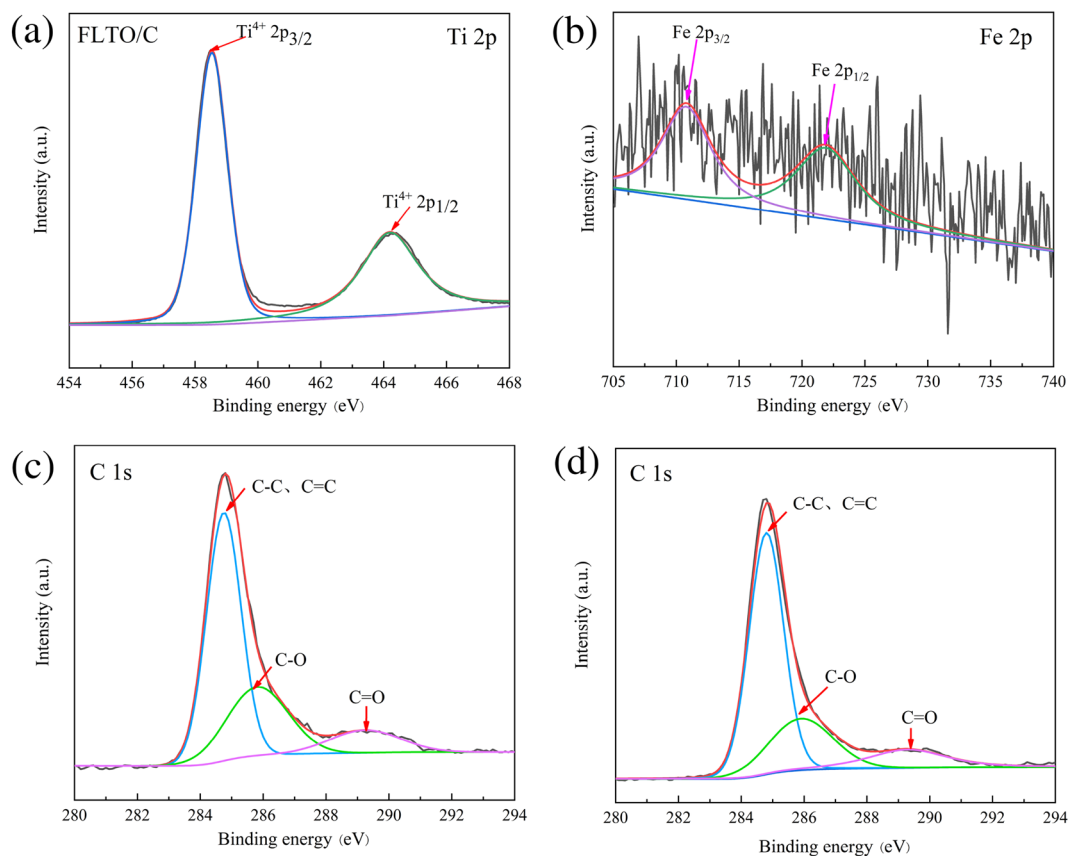 (a)
FLTO/C
Ti⁴⁺ 2p3/2
Ti 2p
Ti⁴⁺ 2p1/2
Intensity (a.u.)
454 456 458 460 462 464 466 468
Binding energy (eV)
(b)
Fe 2p3/2
Fe 2p
Fe 2p1/2
Intensity (a.u.)
705 710 715 720 725 730 735 740
Binding energy (eV)
(c)
C 1s
C-C、C=C
C-O
C=O
Intensity (a.u.)
280 282 284 286 288 290 292 294
Binding energy (eV)
(d)
C 1s
C-C、C=C
C-O
C=O
Intensity (a.u.)
280 282 284 286 288 290 292 294
Binding energy (eV)